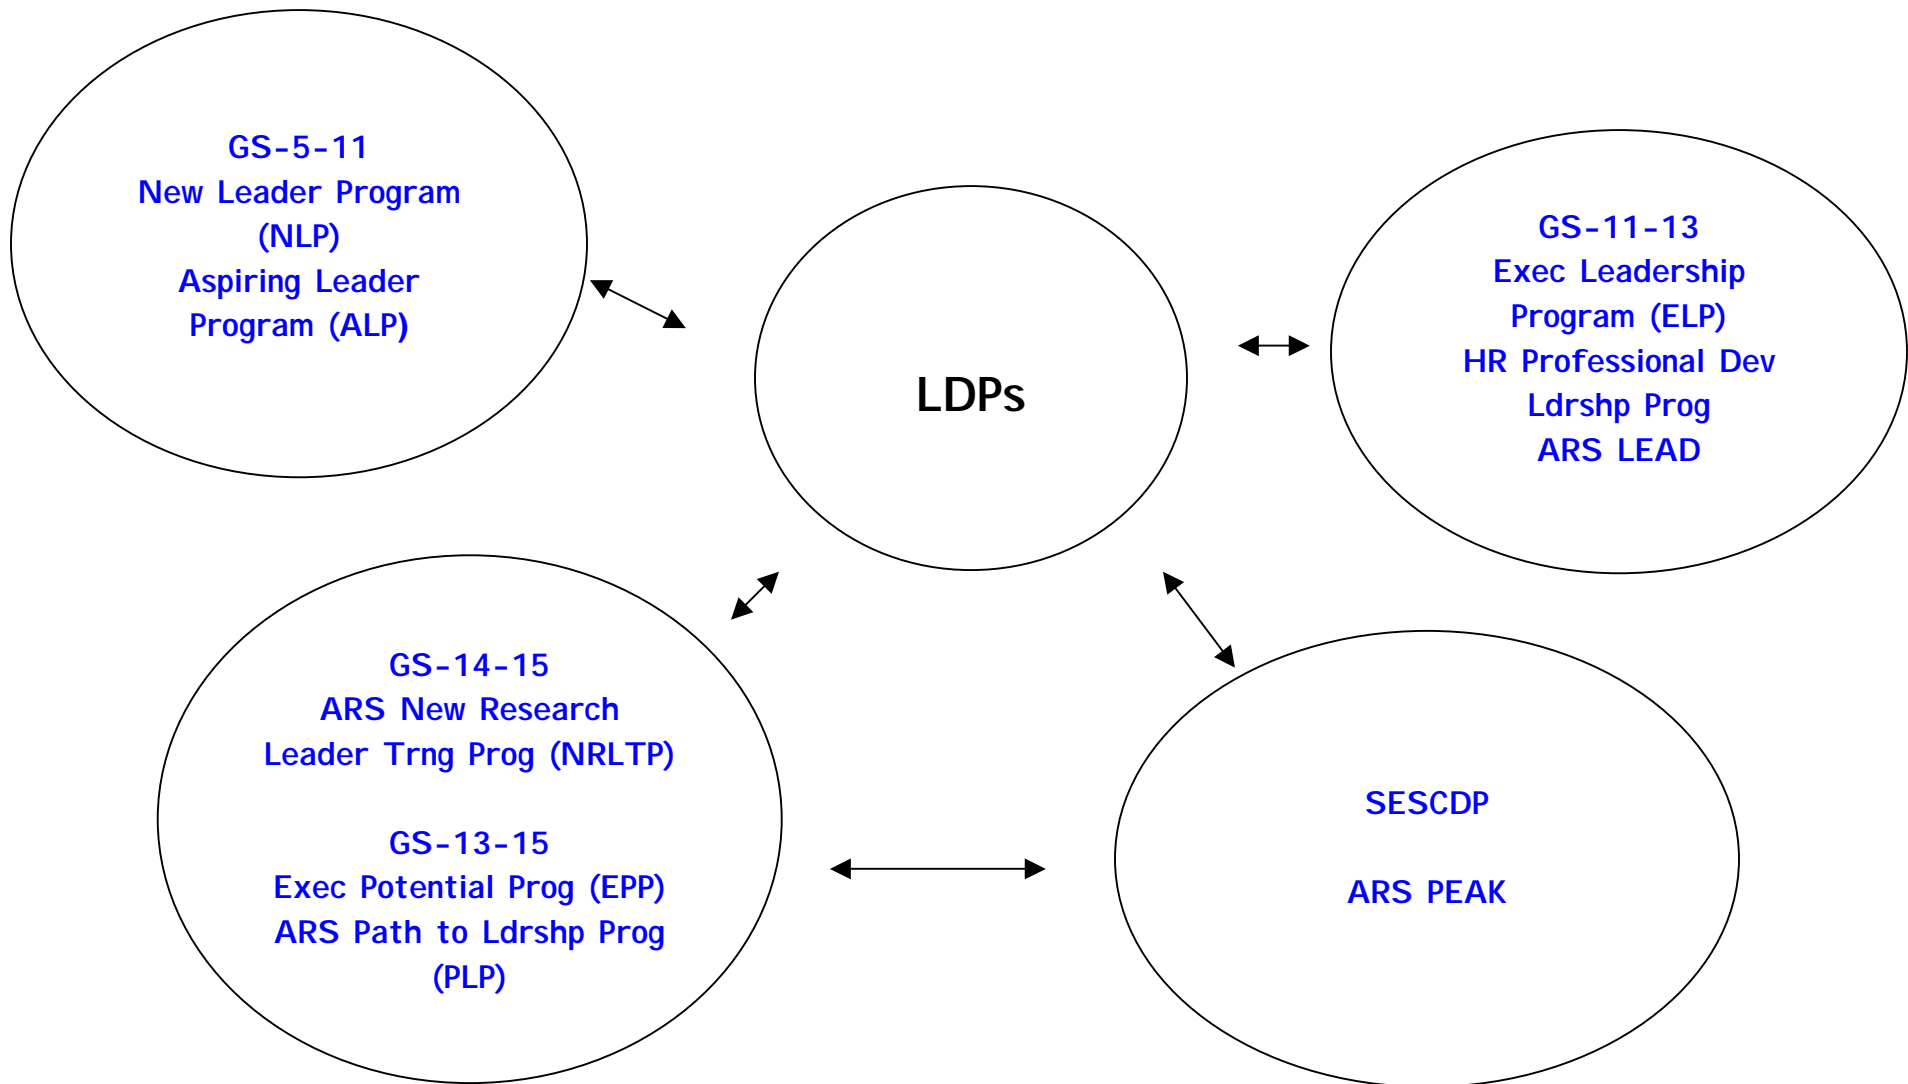 GS-5-11
New Leader Program
(NLP)
Aspiring Leader
Program (ALP)
LDPs
GS-11-13
Exec Leadership
Program (ELP)
HR Professional Dev
Ldrshp Prog
ARS LEAD
GS-14-15
ARS New Research
Leader Trng Prog (NRLTP)
GS-13-15
Exec Potential Prog (EPP)
ARS Path to Ldrshp Prog
(PLP)
SESCDP
ARS PEAK